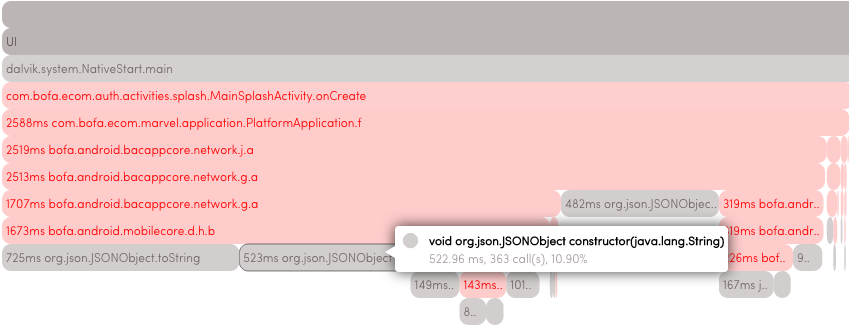 UI
dalvik.system.NativeStart.main
com.bofa.ecom.auth.activities.splash.MainSplashActivity.onCreate
2588ms com.bofa.ecom.marvel.application.PlatformApplication.f
2519ms bofa.android.bacappcore.network.j.a
2513ms bofa.android.bacappcore.network.g.a
1707ms bofa.android.bacappcore.network.g.a 482ms org.json.JSONObjec.. 319ms bofa.andr..
1673ms bofa.android.mobilecore.d.h.b 19ms bofa.andr..
void org.json.JSONObject constructor(java.lang.String)
725ms org.json.JSONObject.toString 523ms org.json.JSONObject 522.96 ms, 363 call(s), 10.90% 26ms bof.. 9..
149ms.. 143ms.. 101.. 167ms j..
8..